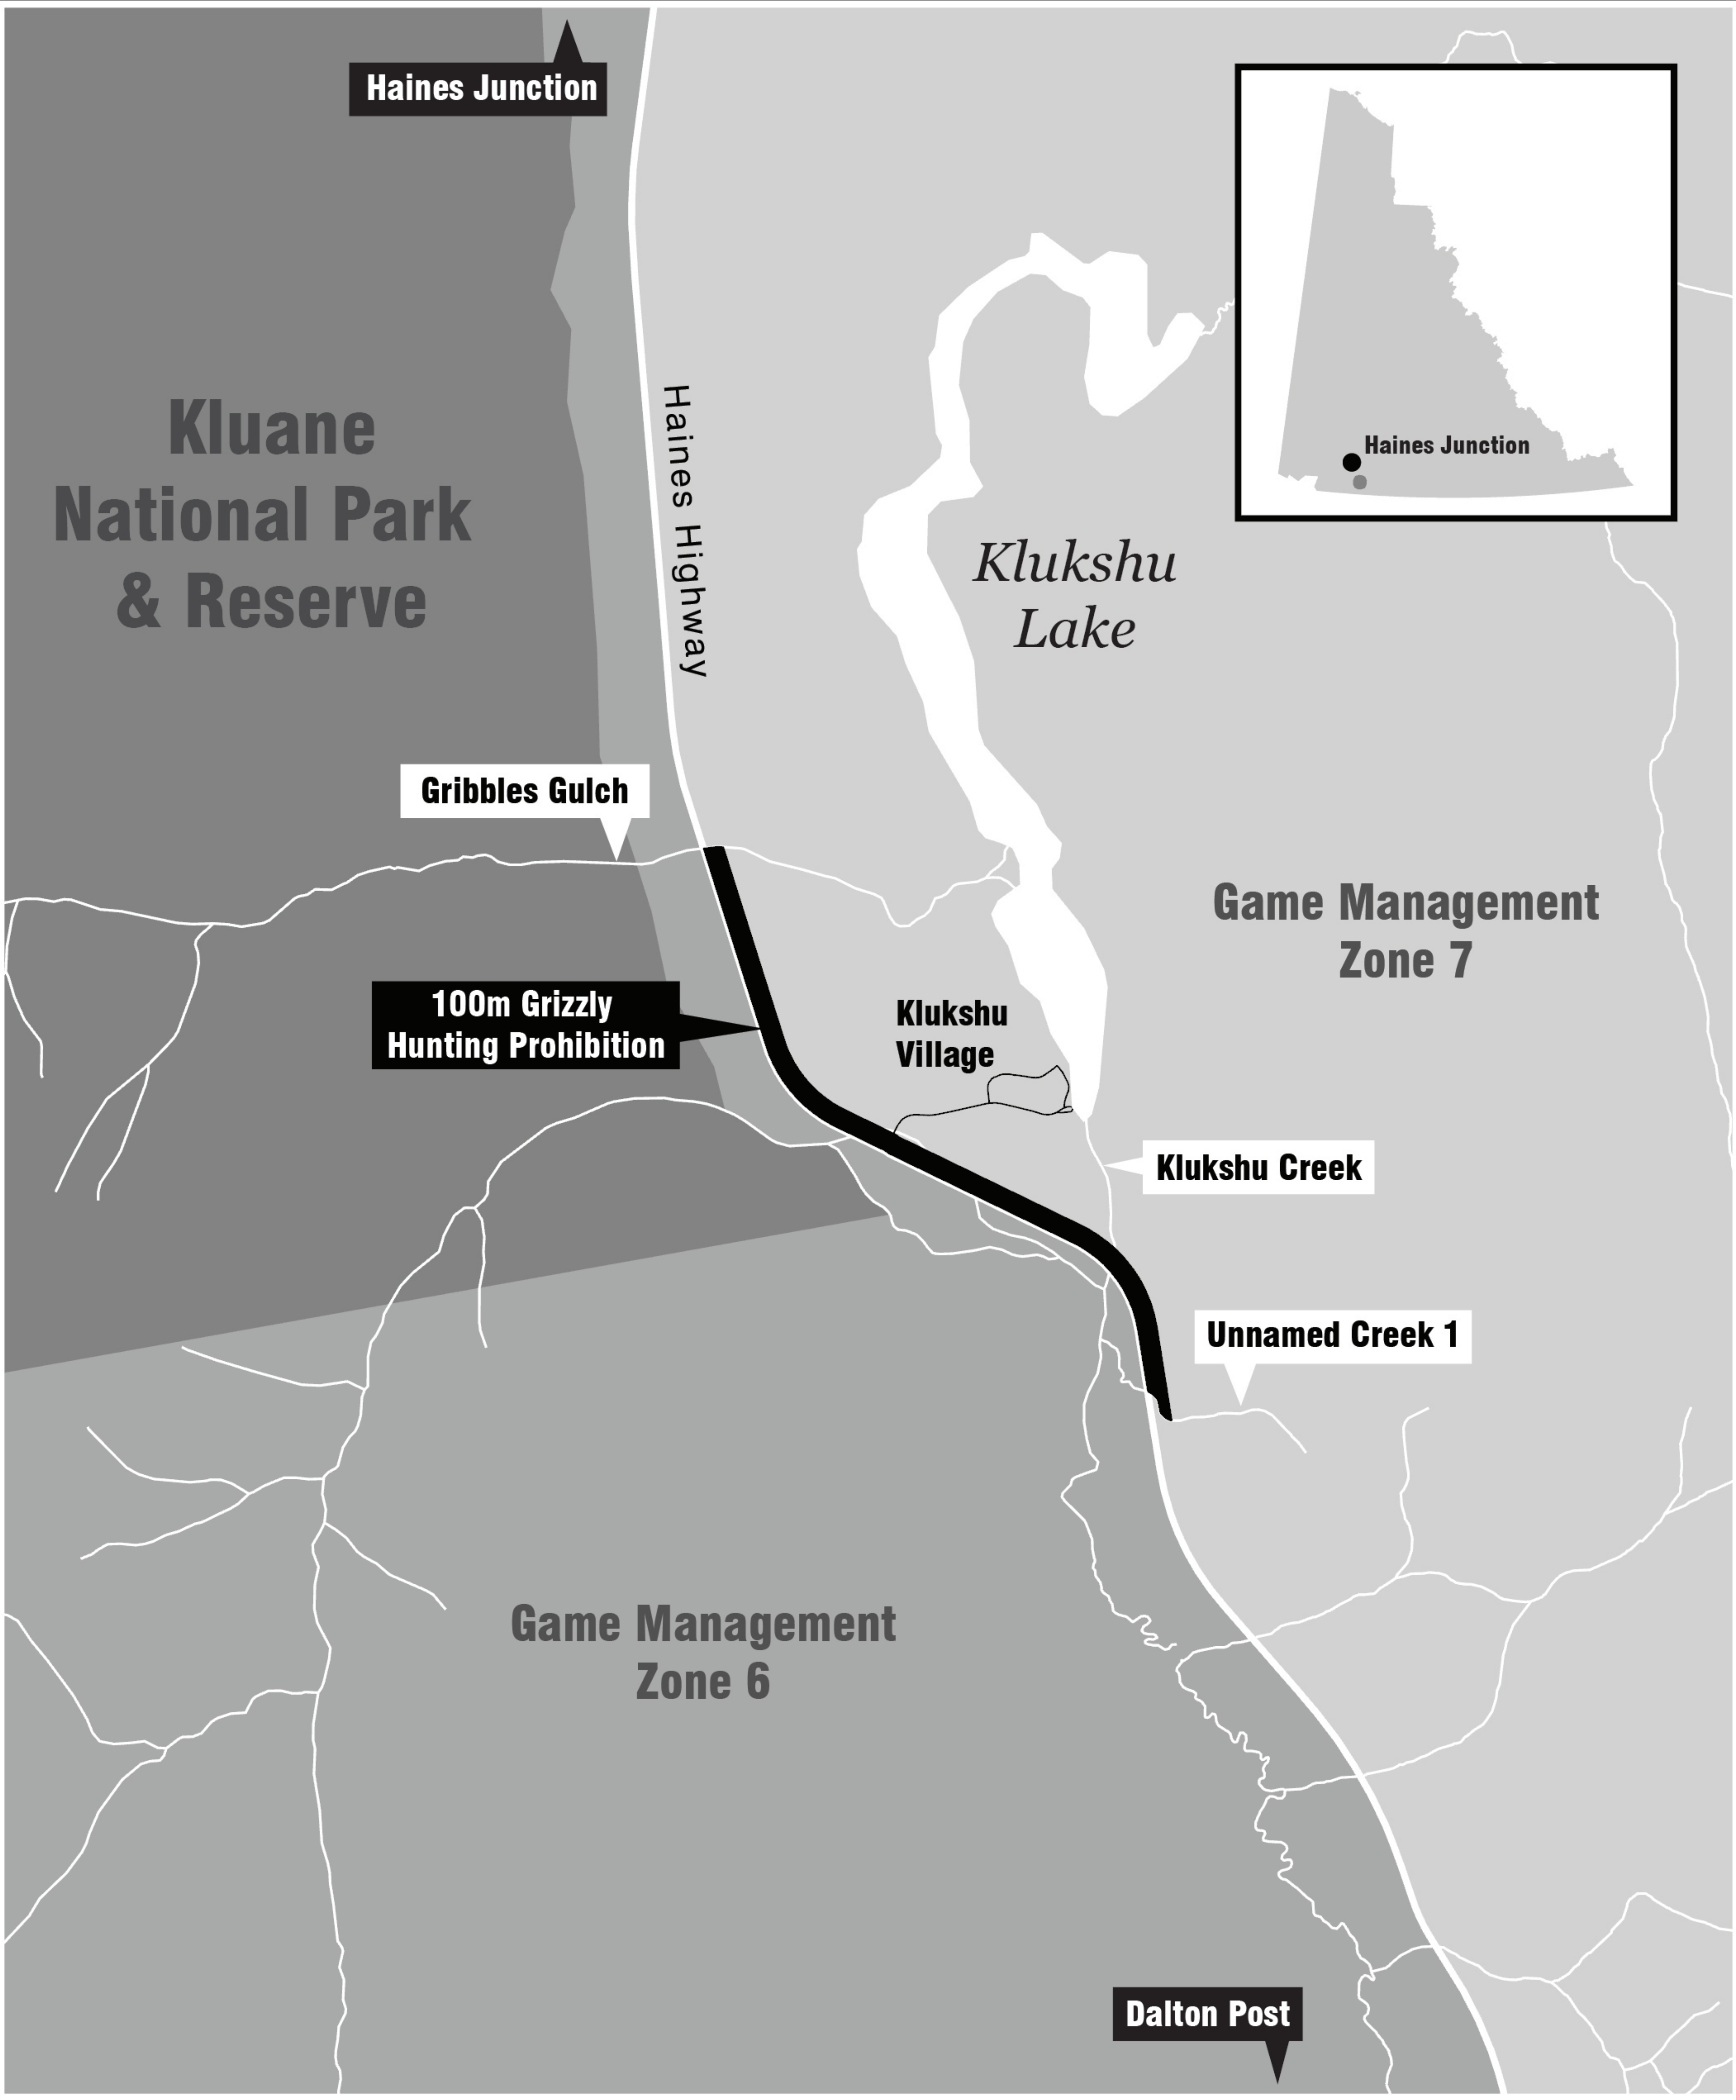 Haines Junction
Haines Junction
Kluane
National Park
& Reserve
Haines Highway
Klukshu
Lake
Gribbles Gulch
Game Management
Zone 7
100m Grizzly
Hunting Prohibition
Klukshu
Village
Klukshu Creek
Unnamed Creek 1
Game Management
Zone 6
Dalton Post